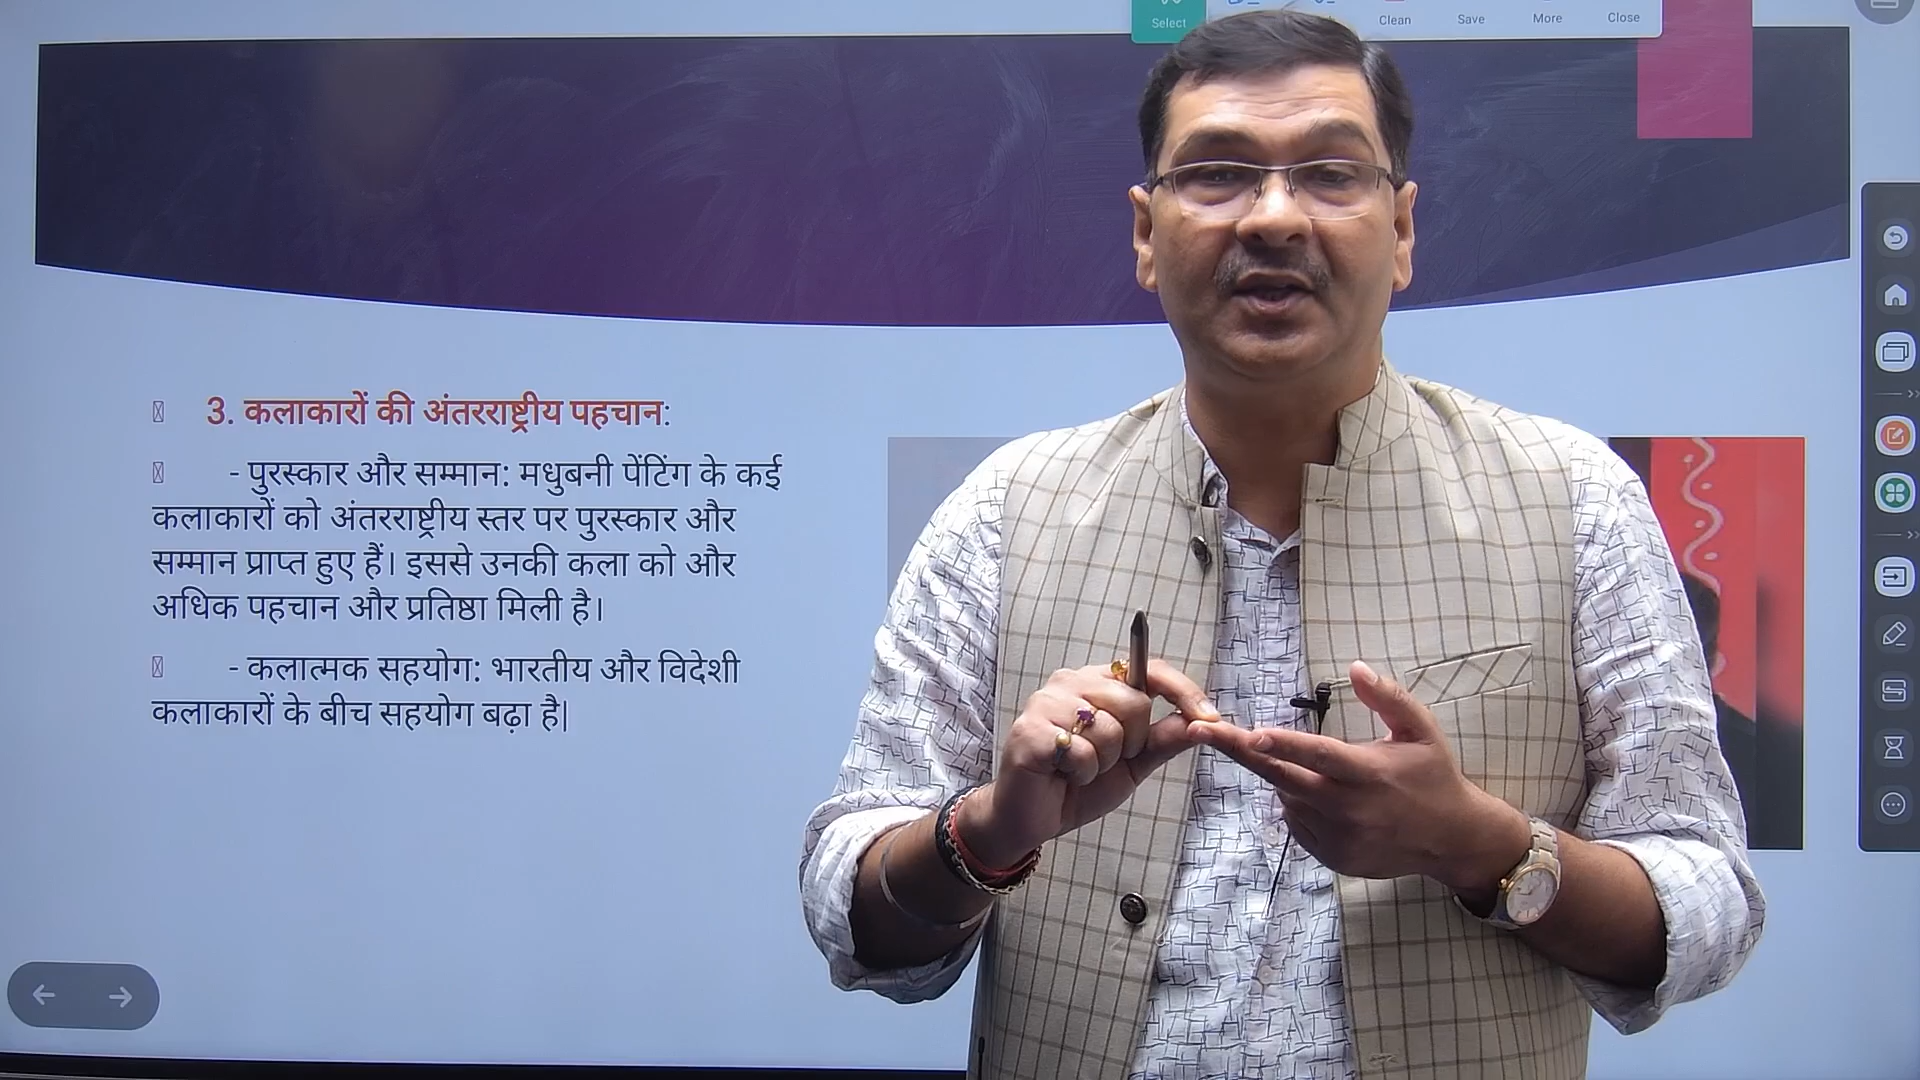 Select
Clean
Save
More
Close
3. कलाकारों की अंतरराष्ट्रीय पहचान:
- पुरस्कार और सम्मान: मधुबनी पेंटिंग के कई
कलाकारों को अंतरराष्ट्रीय स्तर पर पुरस्कार और
सम्मान प्राप्त हुए हैं। इससे उनकी कला को और
अधिक पहचान और प्रतिष्ठा मिली है।
- कलात्मक सहयोग: भारतीय और विदेशी
कलाकारों के बीच सहयोग बढ़ा है|